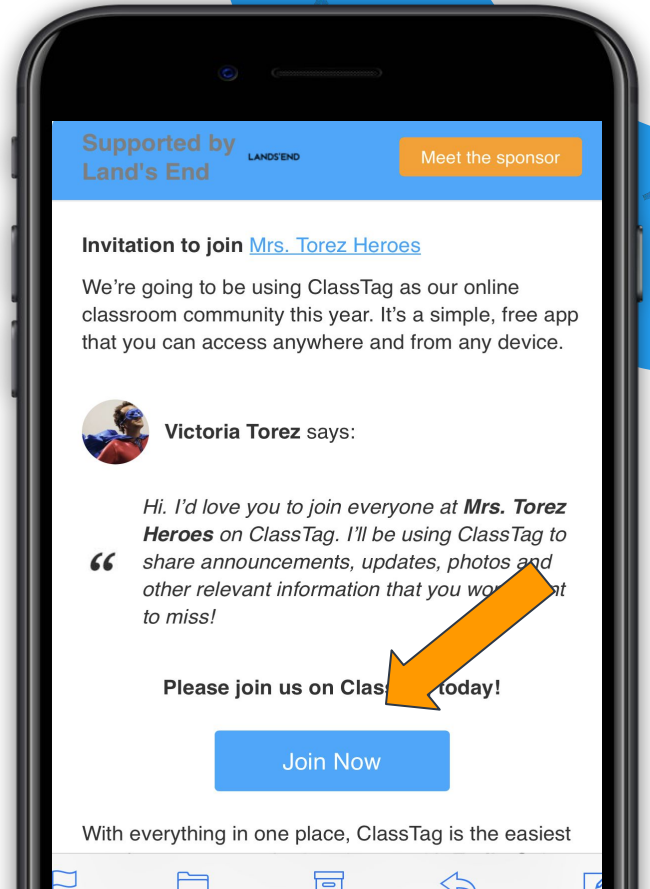 Supported by
Land's End
LANDS'END
Meet the sponsor
Invitation to join Mrs. Torez Heroes
We're going to be using ClassTag as our online
classroom community this year. It's a simple, free app
that you can access anywhere and from any device.
Victoria Torez says:
“
Hi. I'd love you to join everyone at Mrs. Torez
Heroes on ClassTag. I'll be using ClassTag to
share announcements, updates, photos and
other relevant information that you
to miss!
Please join us on today!
Join Now
With everything in one place, ClassTag is the easiest